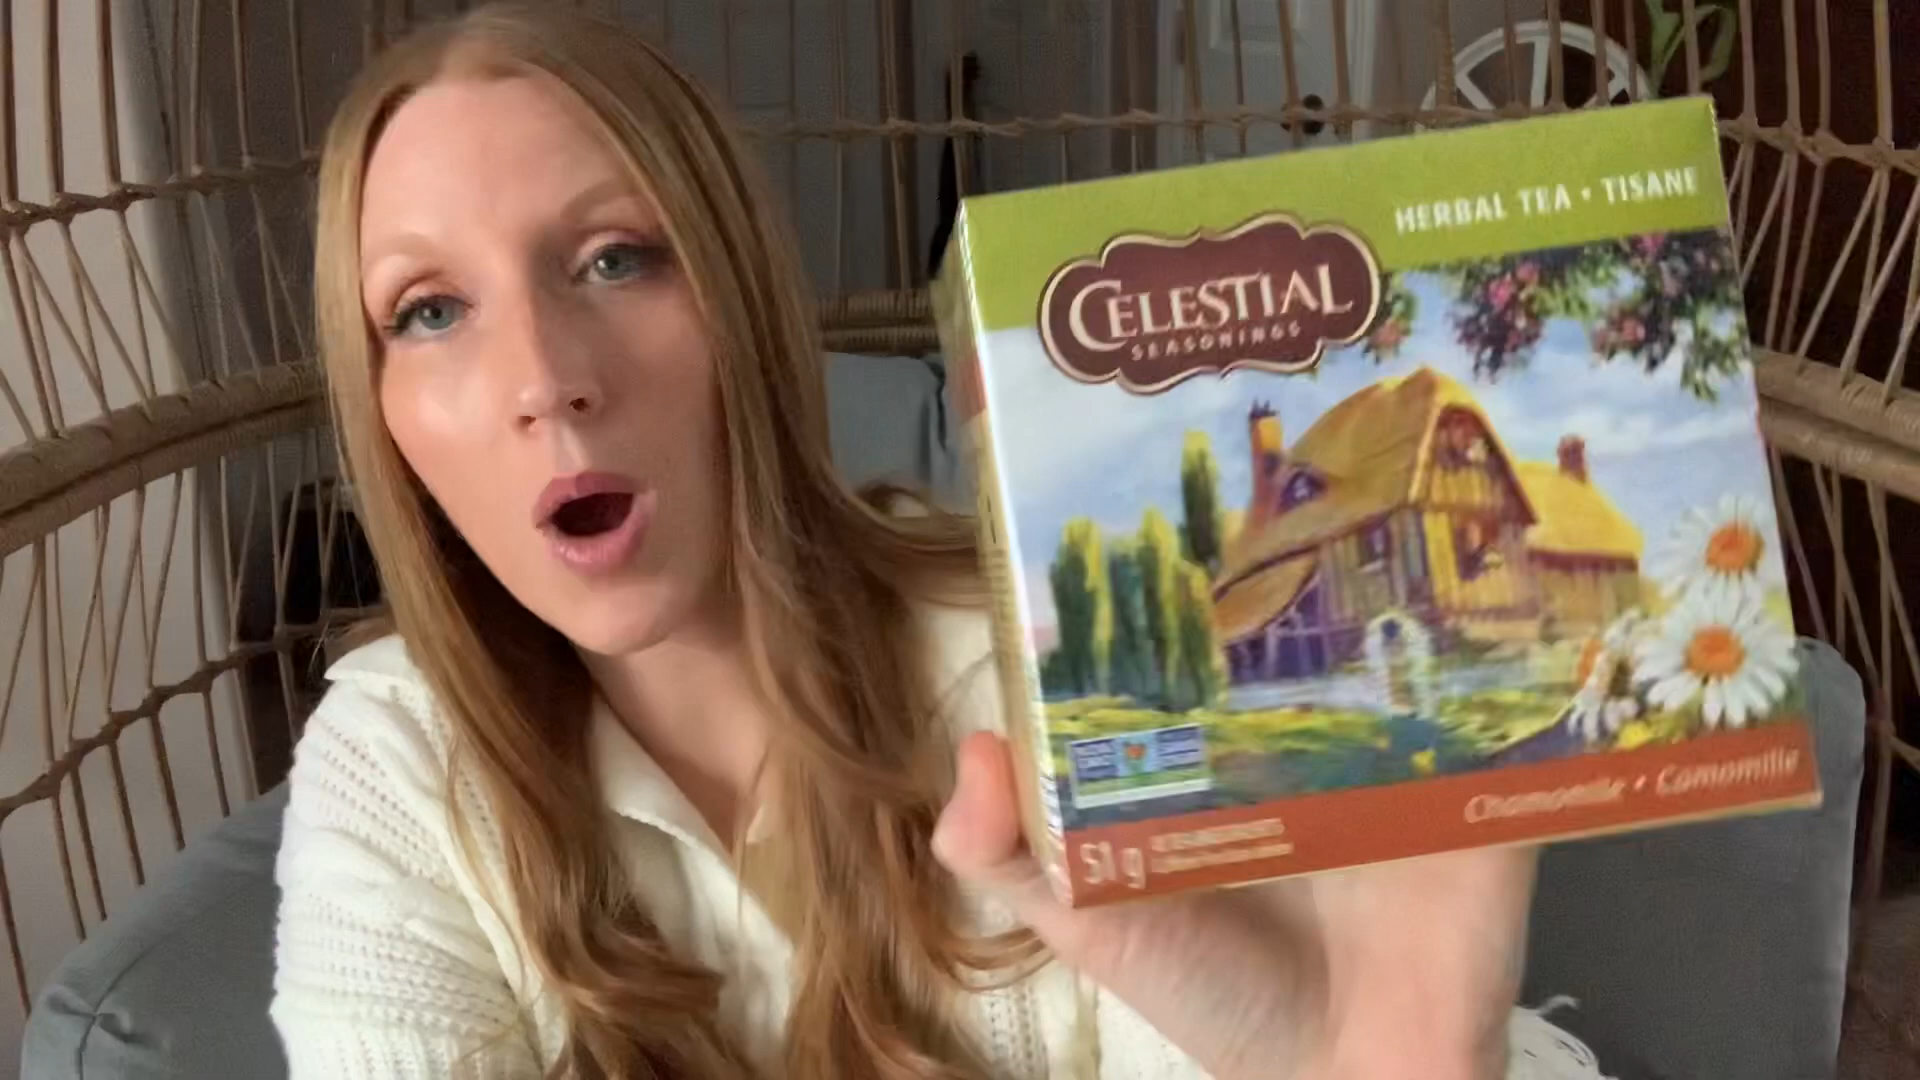 HERBAL TEA • TISANE
CELESTIAL
SEASONINGS
Chamomile • Camomille
51 g